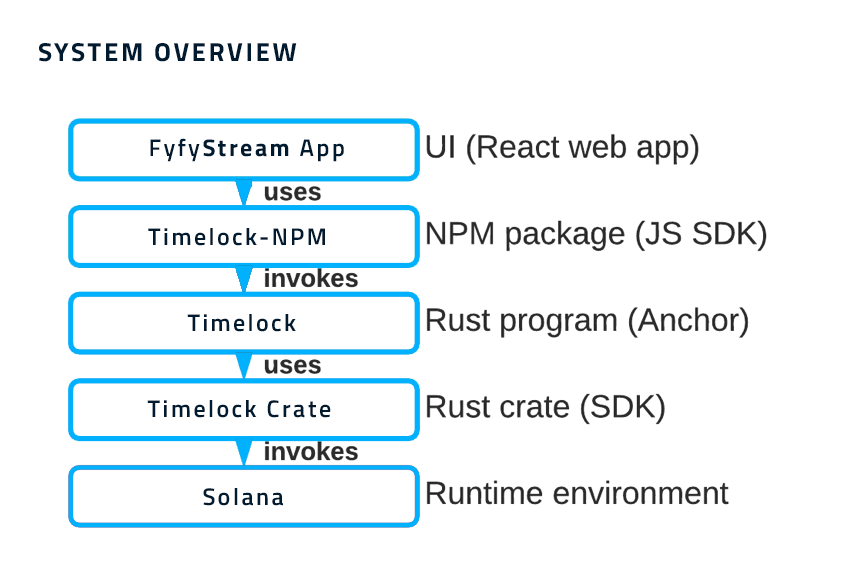 SYSTEM OVERVIEW
FyfyStream App UI (React web app)
uses
Timelock-NPM NPM package (JS SDK)
invokes
Timelock Rust program (Anchor)
uses
Timelock Crate Rust crate (SDK)
invokes
Solana Runtime environment